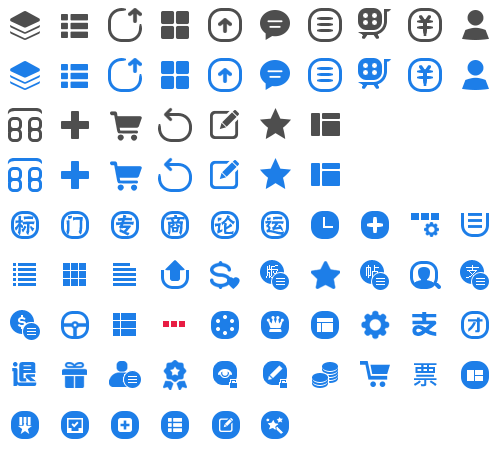 ¥
¥
标 门 专 商 论 运
$ 版 帖 支
$ 支 才
退 票